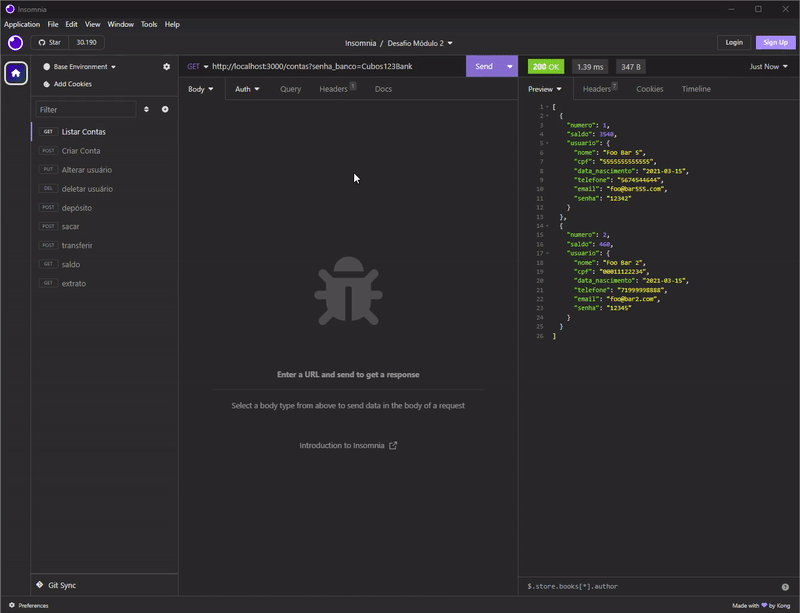 Insomnia
Application File Edit View Window Tools Help
Star 30.190
Insomnia / Desafio Módulo 2
Login Sign Up
Base Environment
Add Cookies
Filter
GET Listar Contas
POST Criar Conta
PUT Alterar usuário
DEL deletar usuário
POST depósito
POST sacar
POST transferir
GET saldo
GET extrato
Git Sync
Preferences
GET http://localhost:3000/contas?senha_banco=Cubos123Bank Send
Body Auth Query Headers 1 Docs
Enter a URL and send to get a response
Select a body type from above to send data in the body of a request
Introduction to Insomnia
200 OK 1.39 ms 347 B Just Now
Preview Headers 7 Cookies Timeline
1 [
2 {
3 "numero": 1,
4 "saldo": 3540,
5 "usuario": {
6 "nome": "Foo Bar 5",
7 "cpf": "5555555555555",
8 "data_nascimento": "2021-03-15",
9 "telefone": "5674544644",
10 "email": "foo@bar555.com",
11 "senha": "12342"
12 }
13 },
14 {
15 "numero": 2,
16 "saldo": 460,
17 "usuario": {
18 "nome": "Foo Bar 2",
19 "cpf": "00011122234",
20 "data_nascimento": "2021-03-15",
21 "telefone": "71999998888",
22 "email": "foo@bar2.com",
23 "senha": "12345"
24 }
25 }
26 ]
$.store.books[*].author
Made with by Kong